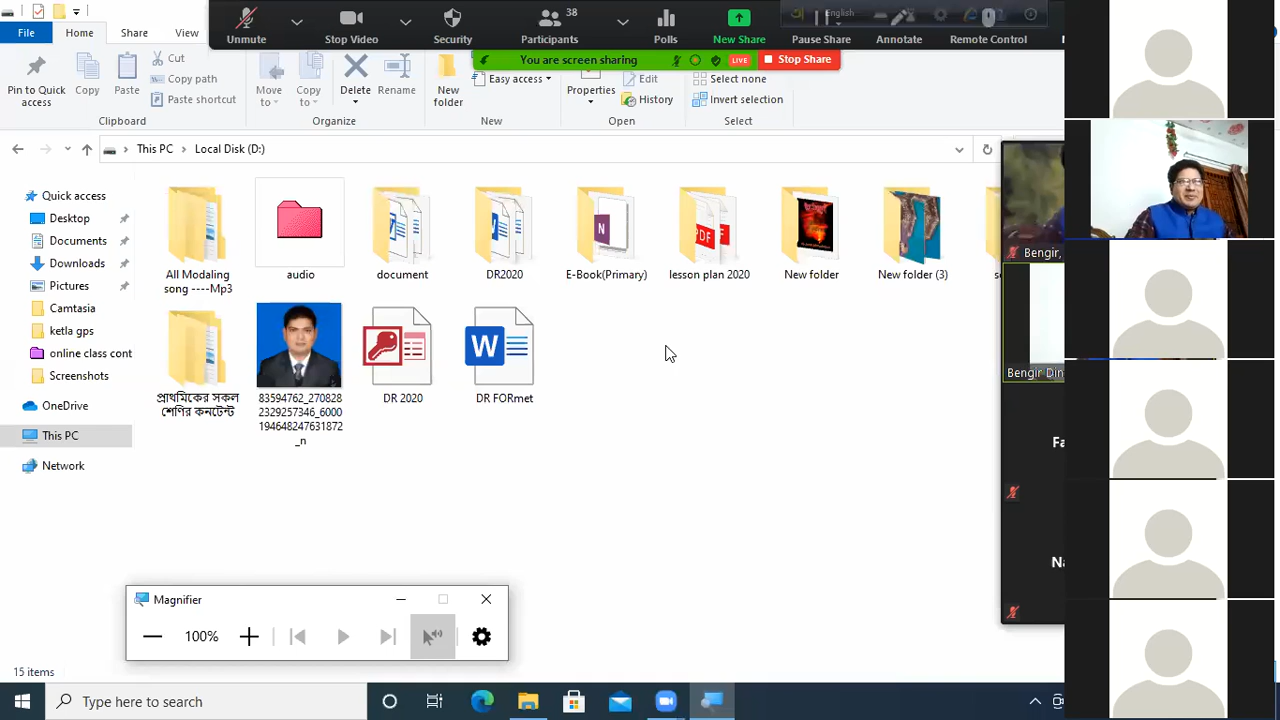 38
English
Unmute
Stop Video
Security
Participants
Polls
New Share
Pause Share
Annotate
Remote Control
You are screen sharing
LIVE
Stop Share
File
Home
Share
View
Pin to Quick
access
Copy
Paste
Cut
Copy path
Paste shortcut
Clipboard
Move
to
Copy
to
Delete
Rename
Organize
New
folder
Easy access
New
Properties
Edit
History
Open
Select none
Invert selection
Select
This PC
Local Disk (D:)
Quick access
Desktop
Documents
Downloads
Pictures
Camtasia
ketla gps
online class cont
Screenshots
OneDrive
This PC
Network
All Modaling
song ----Mp3
audio
document
DR2020
E-Book(Primary)
lesson plan 2020
New folder
New folder (3)
প্রাথমিকের সকল
শ্রেণির কনটেন্ট
83594762_270828
2329257346_6000
194648247631872
_n
DR 2020
DR FORmet
Bengir,
Bengir Din
Fa
Na
Magnifier
100%
15 items
Type here to search